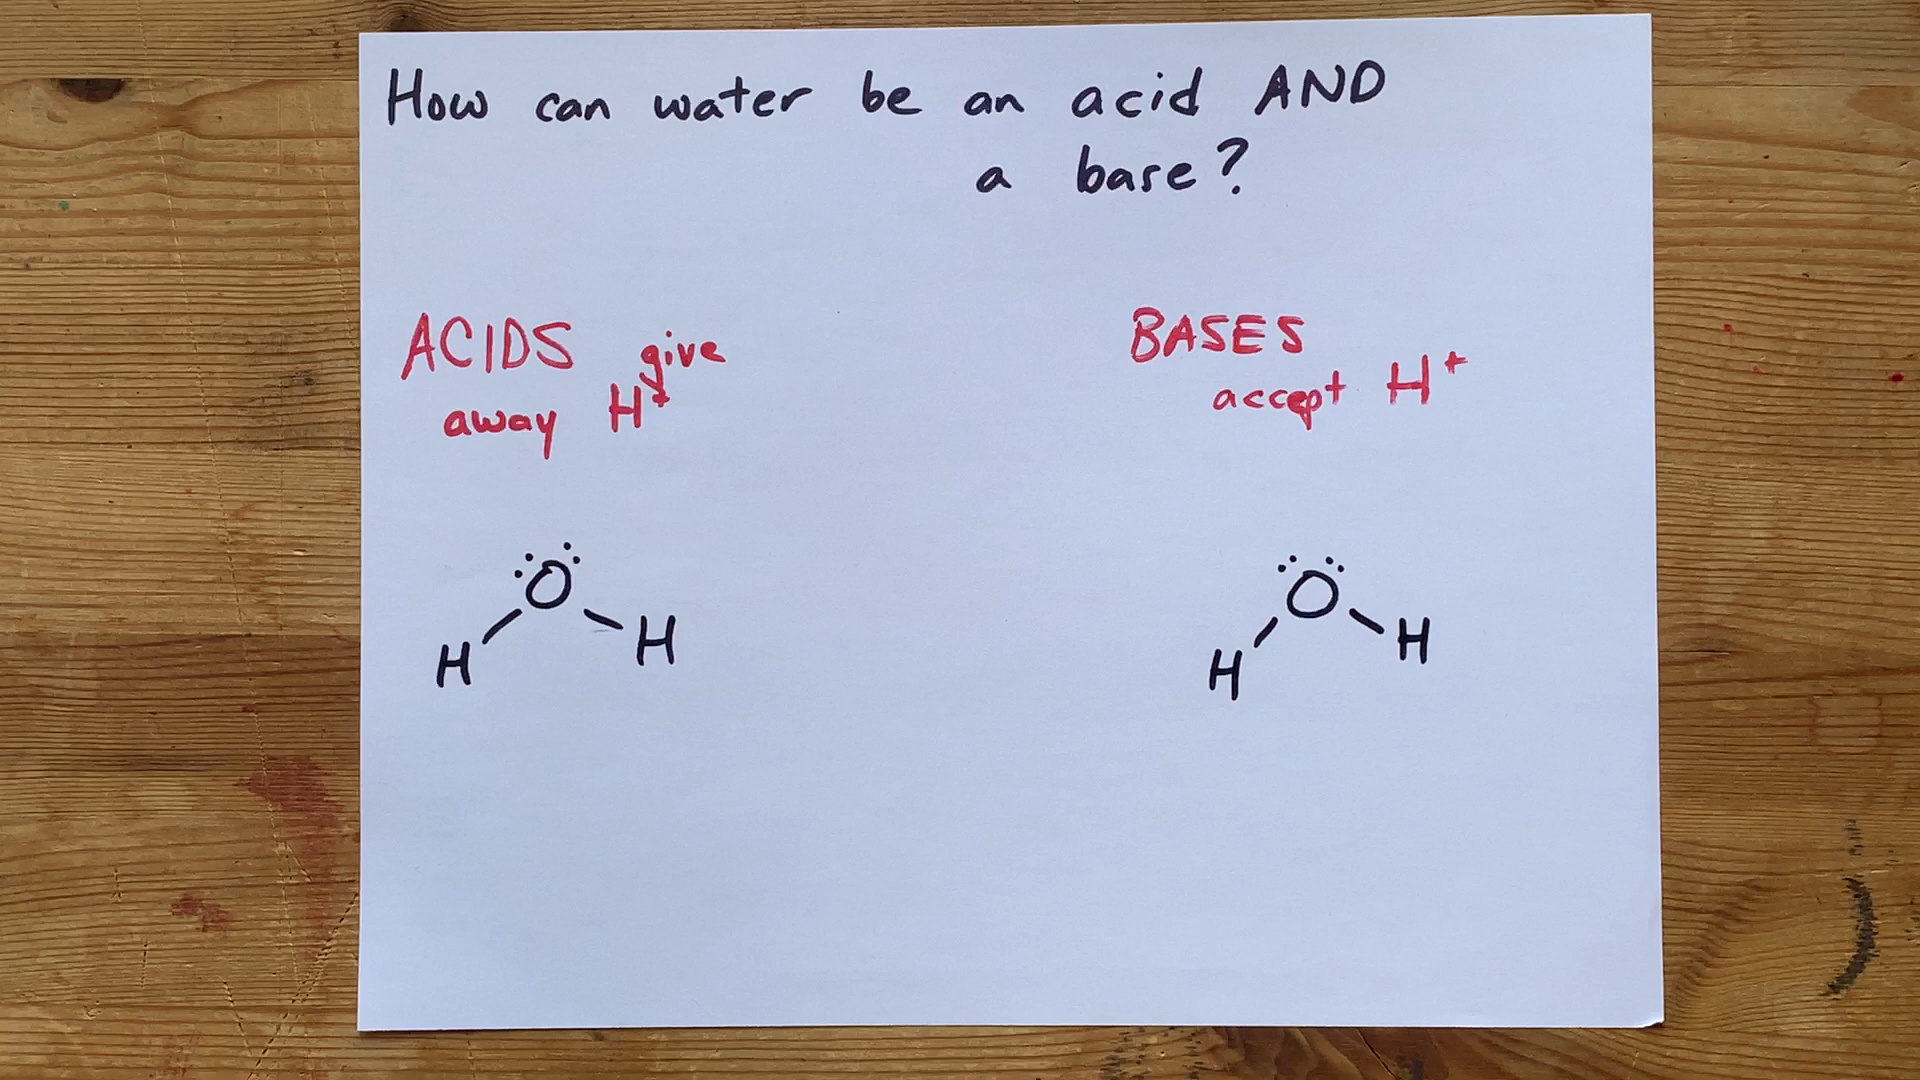 How can water be an acid AND
a base?
ACIDS give
away H⁺
BASES
accept H⁺
O
H H
O
H H